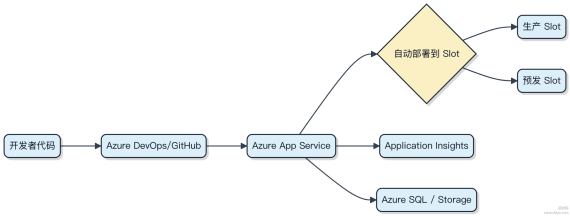 生产 Slot
自动部署到 Slot
预发 Slot
开发者代码
Azure DevOps/GitHub
Azure App Service
Application Insights
Azure SQL / Storage